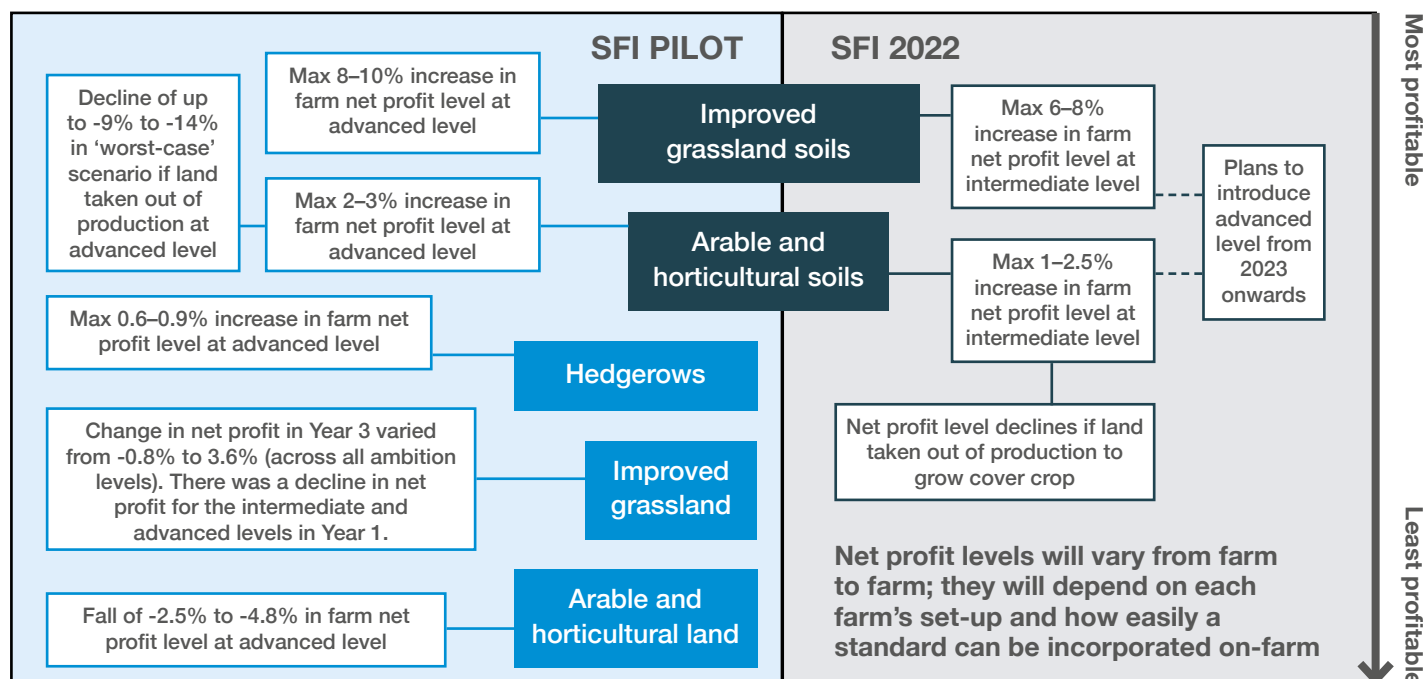 SFI PILOT
Decline of up
to -9% to -14%
in ‘worst-case’
scenario if land
taken out of
production at
advanced level
Max 8–10% increase in
farm net profit level at
advanced level
Max 2–3% increase in
farm net profit level at
advanced level
Improved
grassland soils
Arable and
horticultural soils
Max 0.6–0.9% increase in farm net
profit level at advanced level
Hedgerows
Change in net profit in Year 3 varied
from -0.8% to 3.6% (across all ambition
levels). There was a decline in net
profit for the intermediate and
advanced levels in Year 1.
Improved
grassland
Fall of -2.5% to -4.8% in farm net
profit level at advanced level
Arable and
horticultural land
SFI 2022
Max 6–8%
increase in farm
net profit level at
intermediate level
Max 1–2.5%
increase in farm
net profit level at
intermediate level
Plans to
introduce
advanced
level from
2023
onwards
Net profit level declines if land
taken out of production to
grow cover crop
Net profit levels will vary from farm
to farm; they will depend on each
farm’s set-up and how easily a
standard can be incorporated on-farm
Most profitable
Least profitable